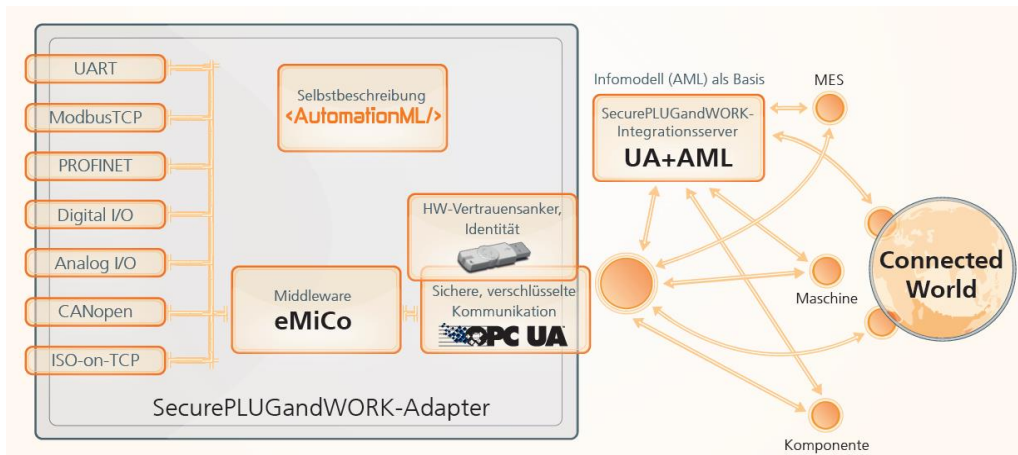 UART
ModbusTCP
PROFINET
Digital I/O
Analog I/O
CANopen
ISO-on-TCP
Selbstbeschreibung
<AutomationML/>
HW-Vertrauensanker,
Identität
Middleware
eMiCo
Sichere, verschlüsselte
Kommunikation
OPC UA
SecurePLUGandWORK-Adapter
Infomodell (AML) als Basis
SecurePLUGandWORK-
Integrationsserver
UA+AML
MES
Maschine
Komponente
Connected
World